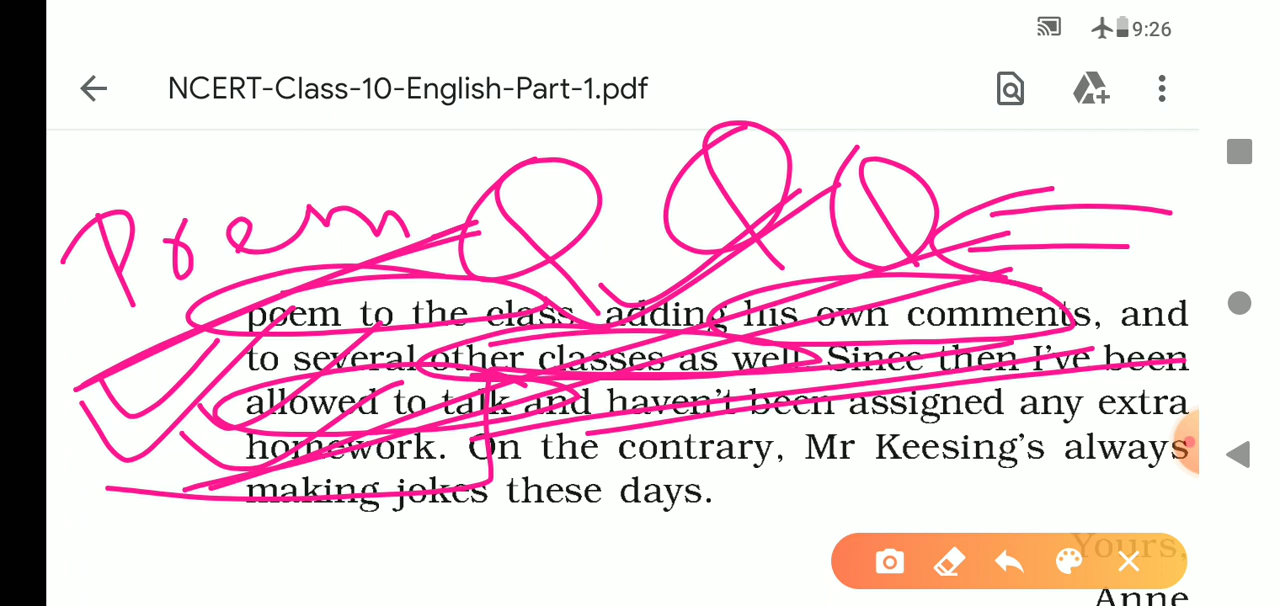 9:26
NCERT-Class-10-English-Part-1.pdf
Poem
poem to the class, adding his own comments, and
to several other classes as well. Since then I've been
allowed to talk and haven't been assigned any extra
homework. On the contrary, Mr Keesing's always
making jokes these days.
Yours,
Anne